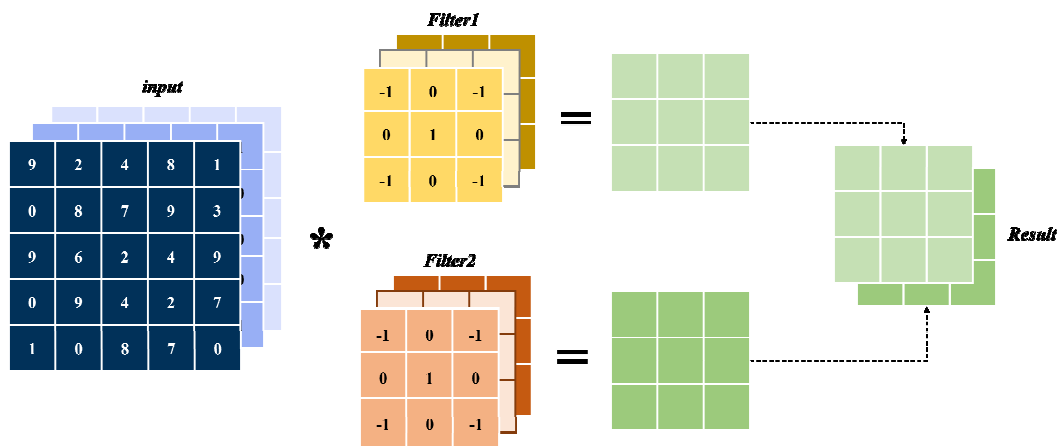 Filter1
input
-1 0 -1
0 1 0
-1 0 -1
=
9 2 4 8 1
0 8 7 9 3
9 6 2 4 9
0 9 4 2 7
1 0 8 7 0
*
Filter2
-1 0 -1
0 1 0
-1 0 -1
=
Result